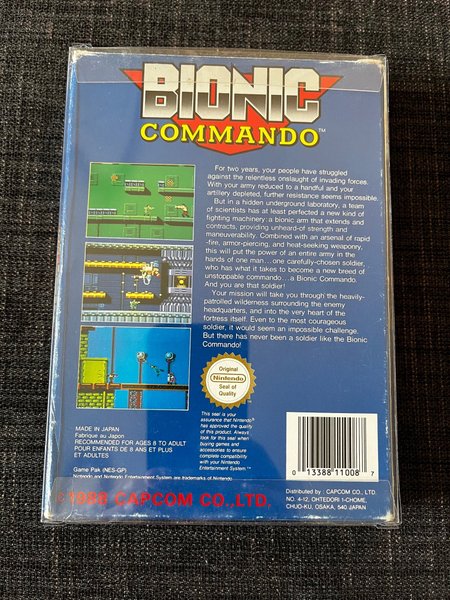 BIONIC
COMMANDO™
For two years, your people have struggled
against the relentless onslaught of invading forces.
With your army reduced to a handful and your
artillery depleted, further resistance seems impossible.
But in a hidden underground laboratory, a team
of scientists has at least perfected a new kind of
fighting machinery: a bionic arm that extends and
contracts, providing unheard-of strength and
maneuverability. Combined with an arsenal of rapid
-fire, armor-piercing, and heat-seeking weaponry,
this will put the power of an entire army in the
hands of one man...one carefully-chosen soldier,
who has what it takes to become a new breed of
unstoppable commando...a Bionic Commando.
And you are that soldier!
Your mission will take you through the heavily-
patrolled wilderness surrounding the enemy
headquarters, and into the very heart of the
fortress itself. Even to the most courageous
soldier, it would seem an impossible challenge.
But there has never been a soldier like the Bionic
Commando!
Original
Nintendo
Seal
of Quality
This seal is your
assurance that Nintendo®
has approved the quality
of this product. Always
look for this seal when
buying games and
accessories to ensure
complete compatibility
with your Nintendo
Entertainment System™
MADE IN JAPAN
Fabriqué au Japon
RECOMMENDED FOR AGES 8 TO ADULT
POUR ENFANTS DE 8 ANS ET PLUS
ET ADULTES
Game Pak (NES-GP)
Nintendo and Nintendo Entertainment System are trademarks of Nintendo.
0 13388 11008 7
© 1988 CAPCOM CO.,LTD.
Distributed by : CAPCOM CO., LTD.
NO. 4-12, OHTEDORI 1-CHOME,
CHUO-KU, OSAKA, 540 JAPAN